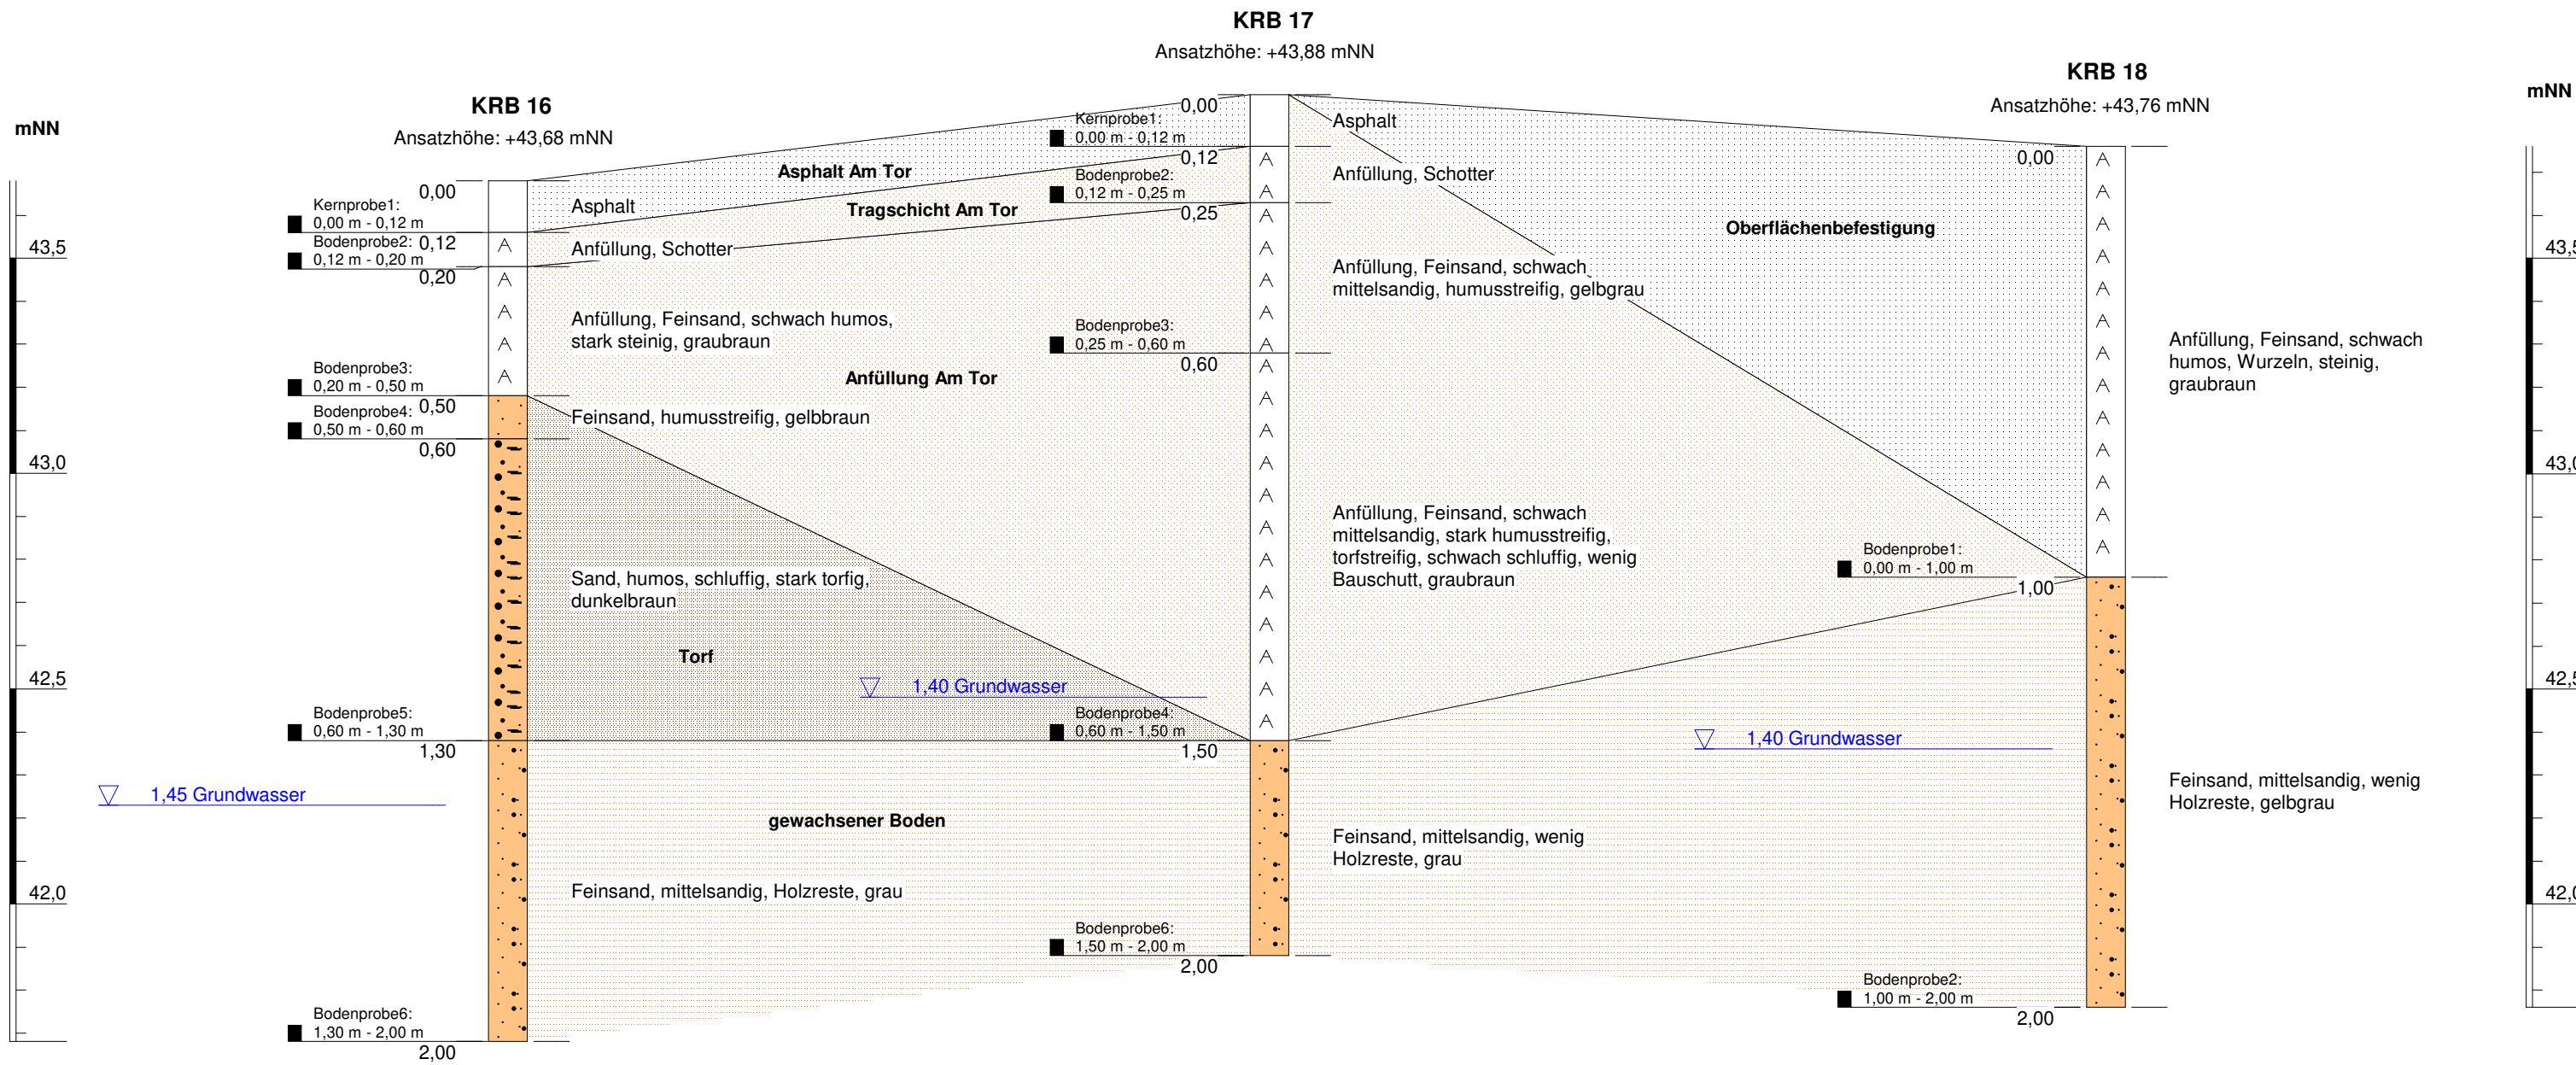 KRB 17
Ansatzhöhe: +43,88 mNN
KRB 18
Ansatzhöhe: +43,76 mNN
KRB 16
Ansatzhöhe: +43,68 mNN
mNN
43,5
43,0
42,5
42,0
0,00
Kernprobe1:
0,00 m - 0,12 m
Bodenprobe2:
0,12
0,12 m - 0,20 m
0,20
Bodenprobe3:
0,20 m - 0,50 m
0,50
Bodenprobe4:
0,50 m - 0,60 m
0,60
Bodenprobe5:
0,60 m - 1,30 m
1,30
1,45 Grundwasser
Bodenprobe6:
1,30 m - 2,00 m
2,00
Asphalt
Anfüllung, Schotter
Anfüllung, Feinsand, schwach humos,
stark steinig, graubraun
Feinsand, humusstreifig, gelbbraun
Sand, humos, schluffig, stark torfig,
dunkelbraun
Feinsand, mittelsandig, Holzreste, grau
Asphalt Am Tor
Tragschicht Am Tor
Anfüllung Am Tor
Torf
gewachsener Boden
0,00
Kernprobe1:
0,00 m - 0,12 m
0,12
Bodenprobe2:
0,12 m - 0,25 m
0,25
Bodenprobe3:
0,25 m - 0,60 m
0,60
1,40 Grundwasser
Bodenprobe4:
0,60 m - 1,50 m
1,50
Bodenprobe6:
1,50 m - 2,00 m
2,00
Asphalt
Anfüllung, Schotter
Anfüllung, Feinsand, schwach
mittelsandig, humusstreifig, gelbgrau
Anfüllung, Feinsand, schwach
mittelsandig, stark humusstreifig,
torfstreifig, schwach schluffig, wenig
Bauschutt, graubraun
Feinsand, mittelsandig, wenig
Holzreste, grau
Oberflächenbefestigung
0,00
Bodenprobe1:
0,00 m - 1,00 m
1,00
1,40 Grundwasser
Bodenprobe2:
1,00 m - 2,00 m
2,00
Anfüllung, Feinsand, schwach
humos, Wurzeln, steinig,
graubraun
Feinsand, mittelsandig, wenig
Holzreste, gelbgrau
mNN
43,5
43,0
42,5
42,0